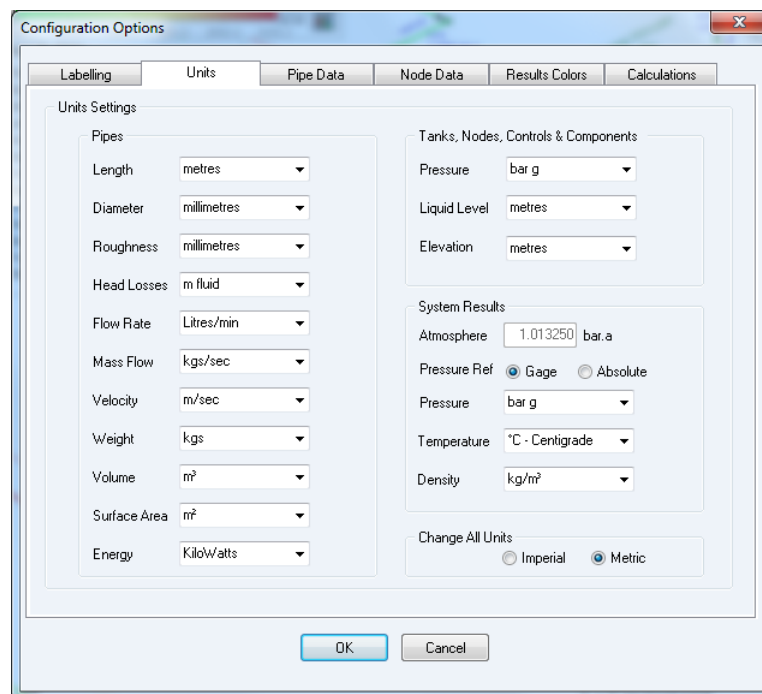 Configuration Options
Labelling Units Pipe Data Node Data Results Colors Calculations
Units Settings
Pipes
Length metres
Diameter millimetres
Roughness millimetres
Head Losses m fluid
Flow Rate Litres/min
Mass Flow kgs/sec
Velocity m/sec
Weight kgs
Volume m³
Surface Area m²
Energy KiloWatts
Tanks, Nodes, Controls & Components
Pressure bar g
Liquid Level metres
Elevation metres
System Results
Atmosphere 1.013250 bar.a
Pressure Ref Gage Absolute
Pressure bar g
Temperature °C - Centigrade
Density kg/m³
Change All Units
Imperial Metric
OK Cancel